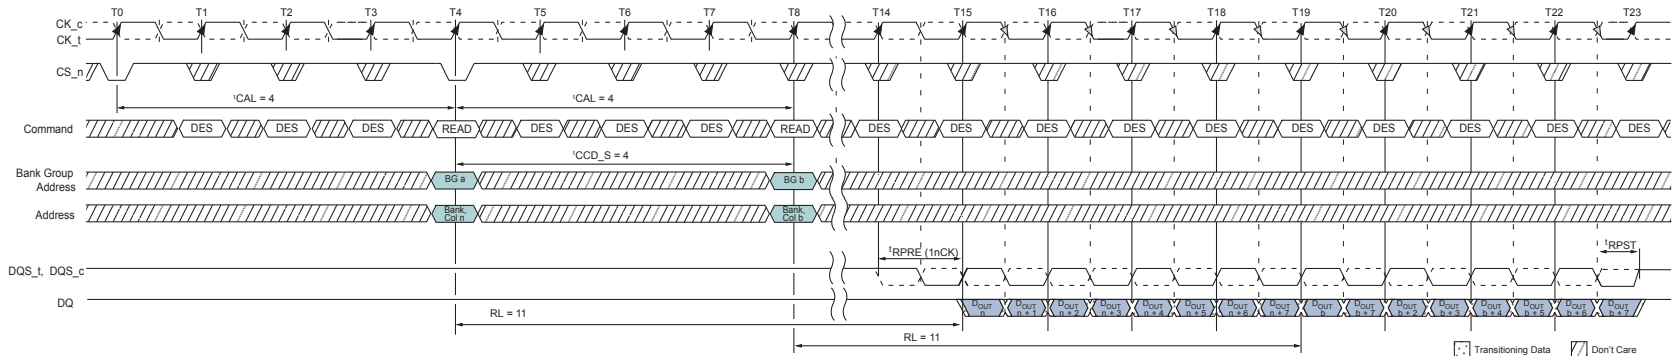 T0 T1 T2 T3 T4 T5 T6 T7 T8 T14 T15 T16 T17 T18 T19 T20 T21 T22 T23
CK_c
CK_t
CS_n
tCAL = 4 tCAL = 4
Command DES DES DES READ DES DES DES READ DES DES DES DES DES DES DES DES DES DES
tCCD_S = 4
Bank Group
Address BG a BG b
Address Bank, Col n Bank, Col b
tRPRE (1nCK) tRPST
DQS_t, DQS_c
DQ DOUT n DOUT n + 1 DOUT n + 2 DOUT n + 3 DOUT n + 4 DOUT n + 5 DOUT n + 6 DOUT n + 7 DOUT b DOUT b + 7 DOUT b + 2 DOUT b + 3 DOUT b + 4 DOUT b + 5 DOUT b + 6 DOUT b + 7
RL = 11
RL = 11
Transitioning Data Don't Care